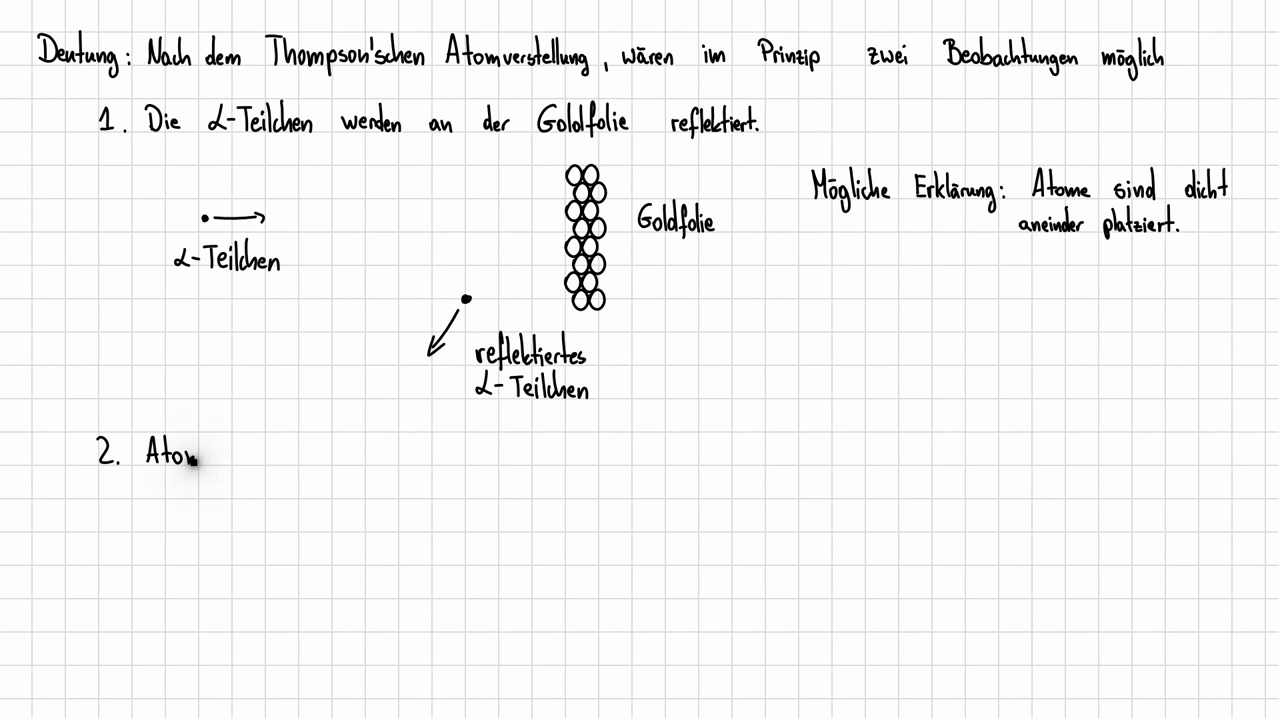 Deutung: Nach dem Thompson'schen Atomverstellung, wären im Prinzip zwei Beobachtungen möglich
1. Die α-Teilchen werden an der Goldfolie reflektiert.
Mögliche Erklärung: Atome sind dicht
aneinder platziert.
Goldfolie
α-Teilchen
reflektiertes
α-Teilchen
2. Atom